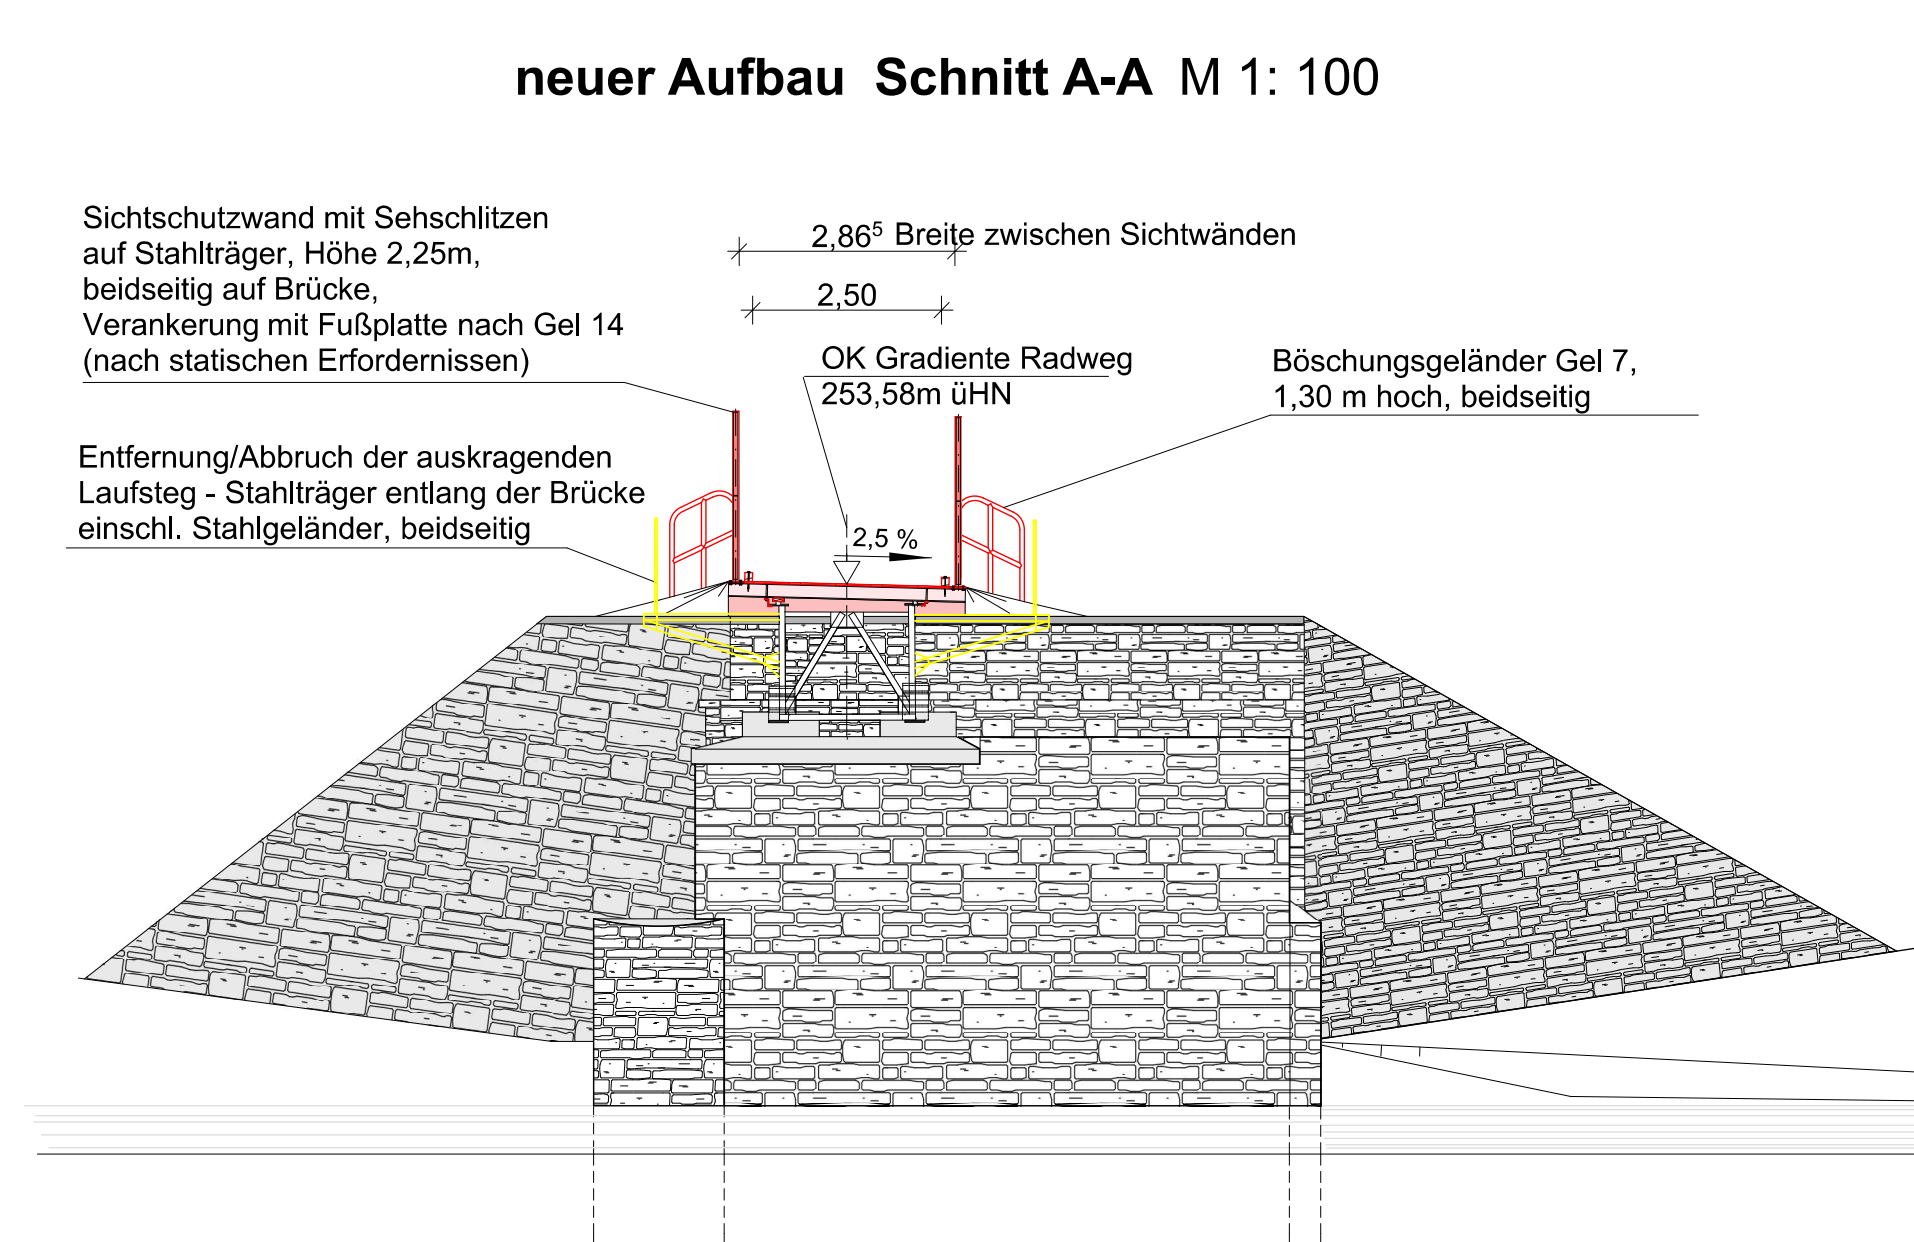 neuer Aufbau Schnitt A-A M 1: 100
Sichtschutzwand mit Sehschlitzen
auf Stahlträger, Höhe 2,25m,
beidseitig auf Brücke,
Verankerung mit Fußplatte nach Gel 14
(nach statischen Erfordernissen)
2,86⁵ Breite zwischen Sichtwänden
2,50
OK Gradiente Radweg
253,58m üHN
Böschungsgeländer Gel 7,
1,30 m hoch, beidseitig
Entfernung/Abbruch der auskragenden
Laufsteg - Stahlträger entlang der Brücke
einschl. Stahlgeländer, beidseitig
2,5 %